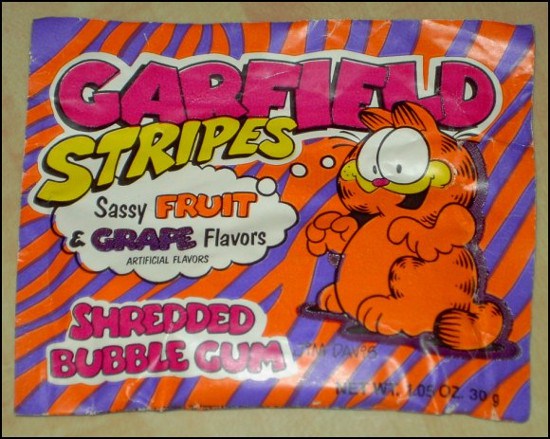 GARFIELD
STRIPES
Sassy FRUIT
& GRAPE Flavors
ARTIFICIAL FLAVORS
SHREDDED
BUBBLE GUM
JIM DAVIS
NET WT. 1.05 OZ. 30 g